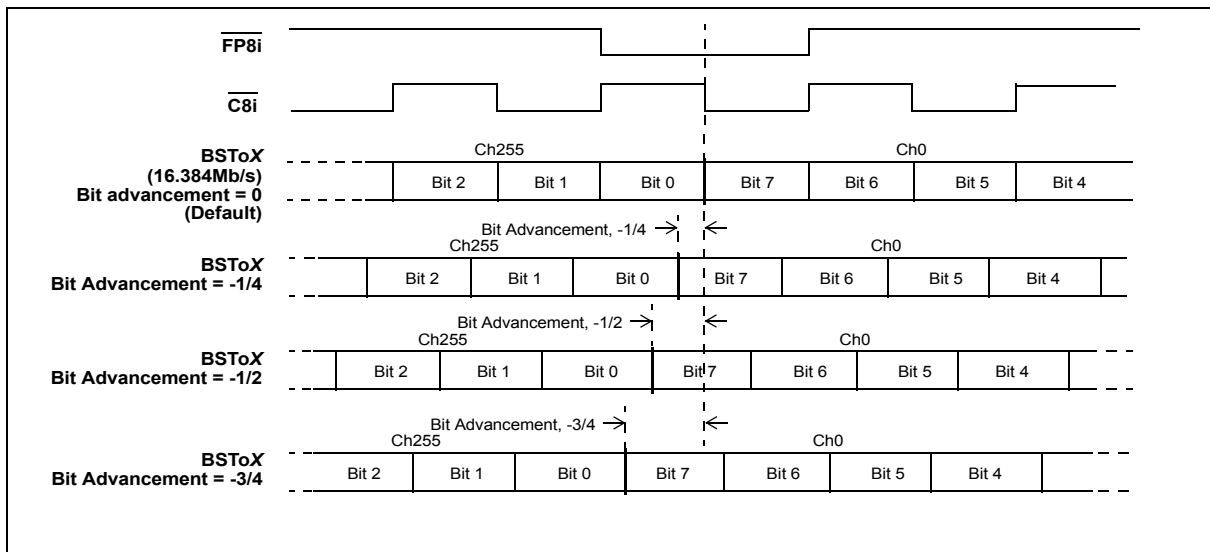 FP8i
C8i
Ch255 Ch0
BSToX
(16.384Mb/s)
Bit advancement = 0
(Default)
Bit 2 Bit 1 Bit 0 Bit 7 Bit 6 Bit 5 Bit 4
Bit Advancement, -1/4
Ch255 Ch0
BSToX
Bit Advancement = -1/4
Bit 2 Bit 1 Bit 0 Bit 7 Bit 6 Bit 5 Bit 4
Bit Advancement, -1/2
Ch255 Ch0
BSToX
Bit Advancement = -1/2
Bit 2 Bit 1 Bit 0 Bit 7 Bit 6 Bit 5 Bit 4
Bit Advancement, -3/4
Ch255 Ch0
BSToX
Bit Advancement = -3/4
Bit 2 Bit 1 Bit 0 Bit 7 Bit 6 Bit 5 Bit 4